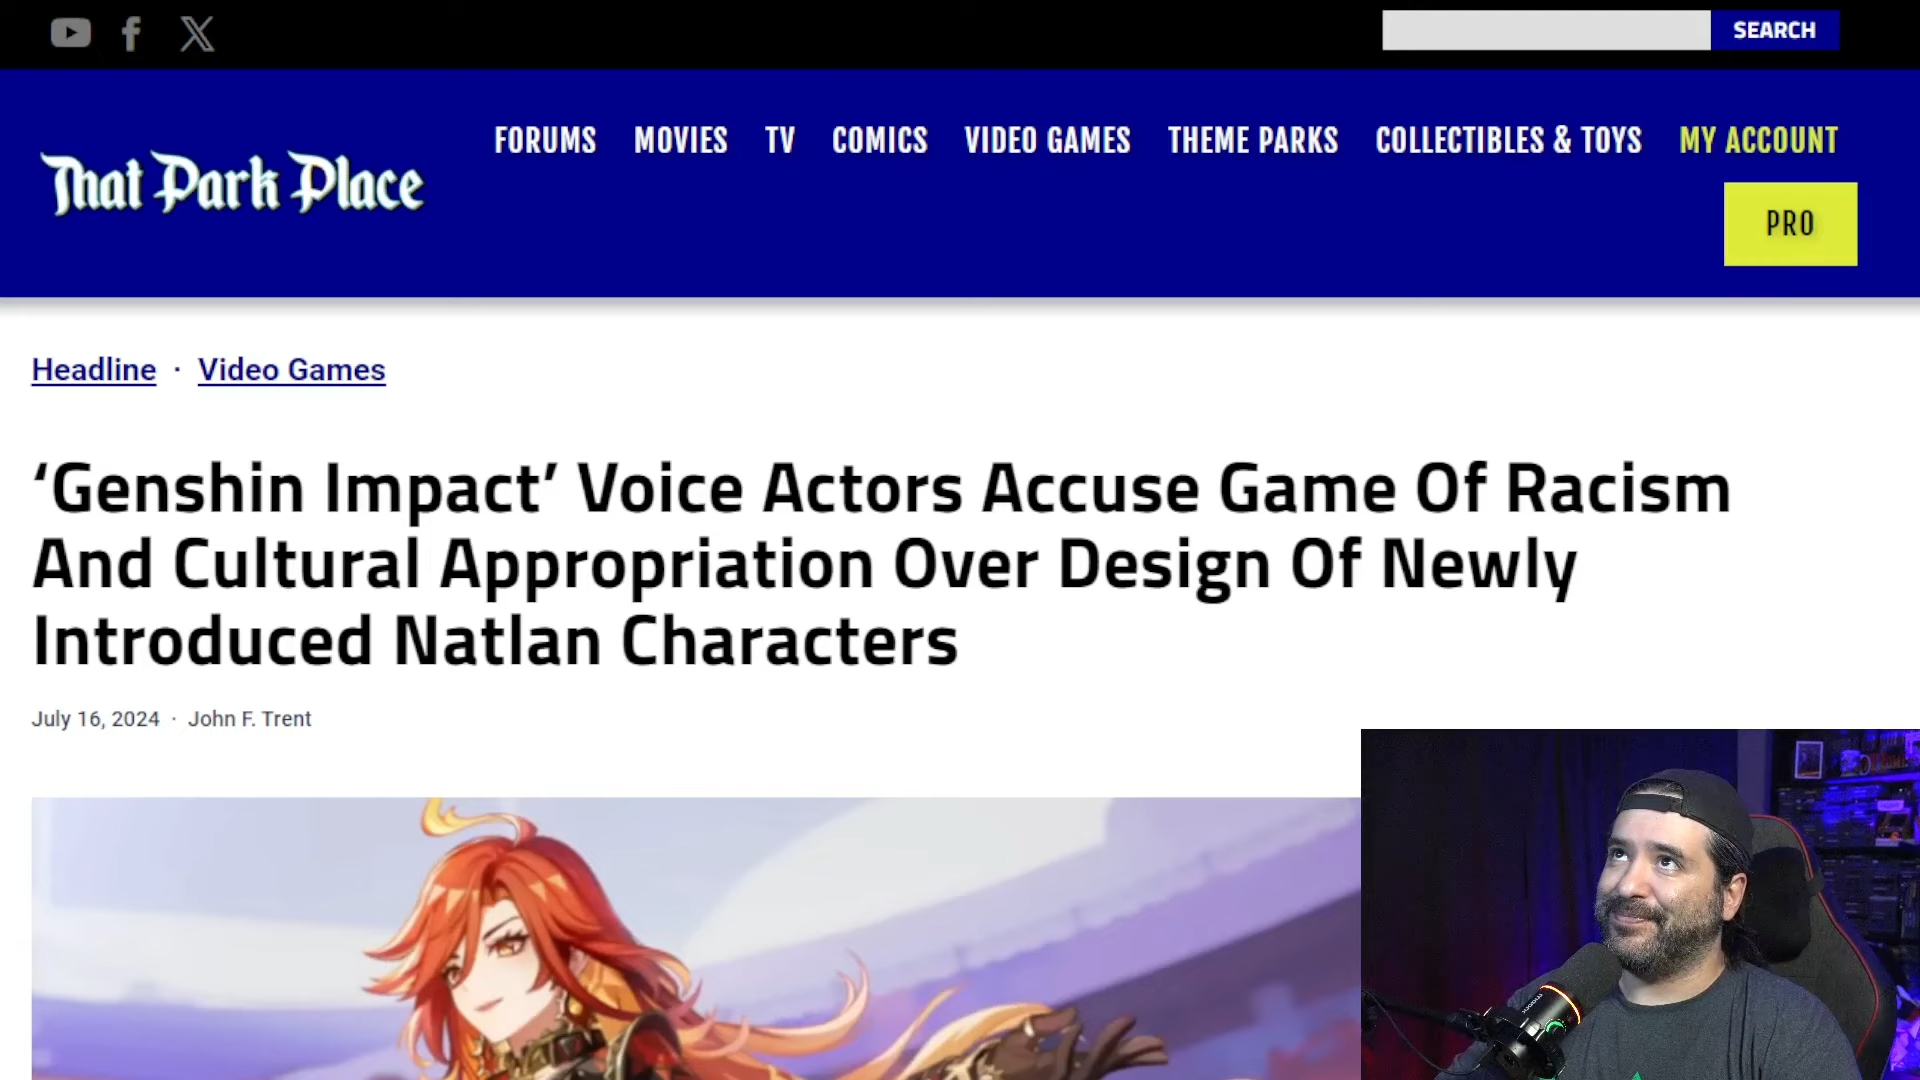 SEARCH
FORUMS MOVIES TV COMICS VIDEO GAMES THEME PARKS COLLECTIBLES & TOYS MY ACCOUNT
That Park Place
PRO
Headline · Video Games
‘Genshin Impact’ Voice Actors Accuse Game Of Racism
And Cultural Appropriation Over Design Of Newly
Introduced Natlan Characters
July 16, 2024 · John F. Trent